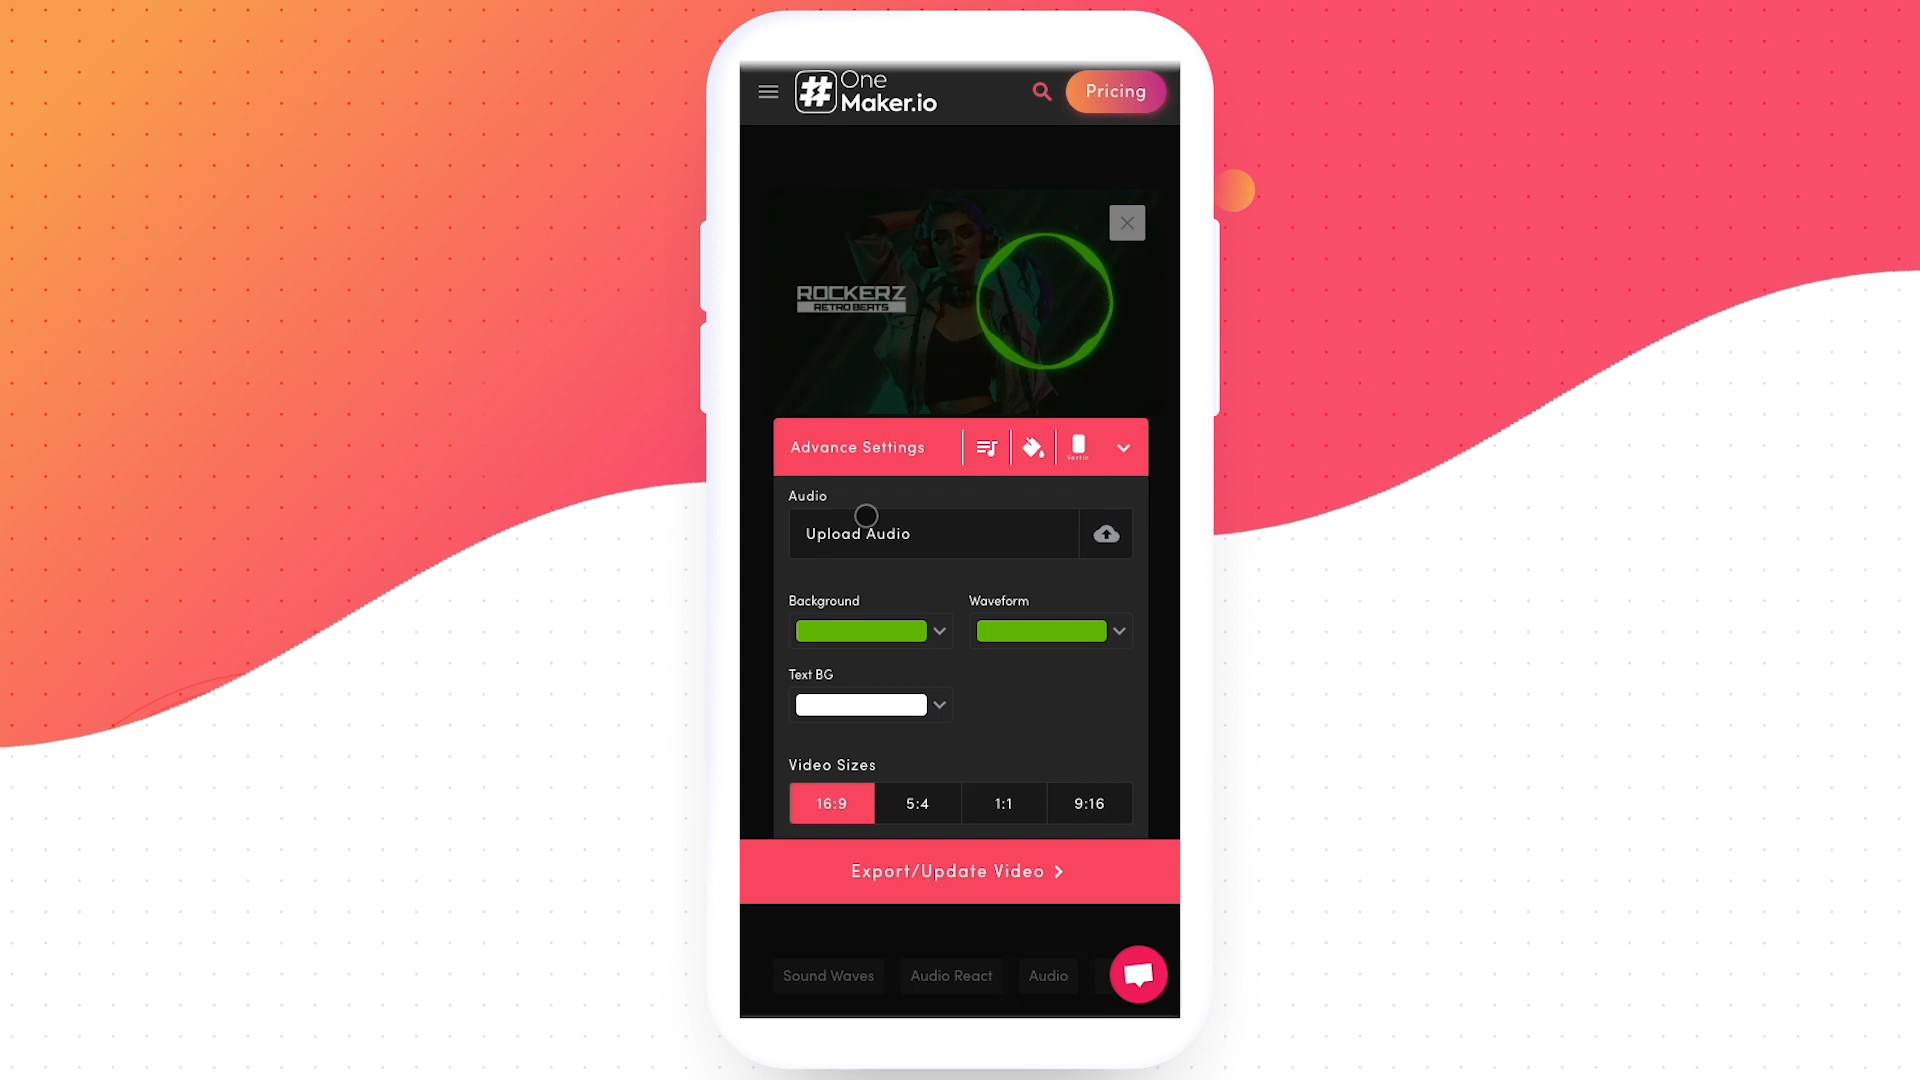 One
Maker.io
Pricing
ROCKERZ
RETRO BEATS
Advance Settings
Vertic
Audio
Upload Audio
Background
Waveform
Text BG
Video Sizes
16:9
5:4
1:1
9:16
Export/Update Video
Sound Waves
Audio React
Audio